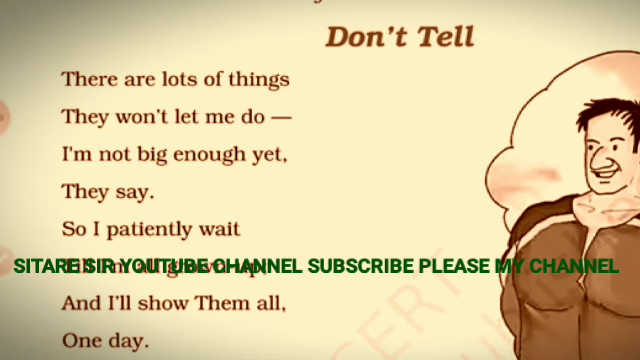 Don't Tell
There are lots of things
They won't let me do —
I'm not big enough yet,
They say.
So I patiently wait
SITARE SIR YOUTUBE CHANNEL SUBSCRIBE PLEASE MY CHANNEL
And I'll show Them all,
One day.